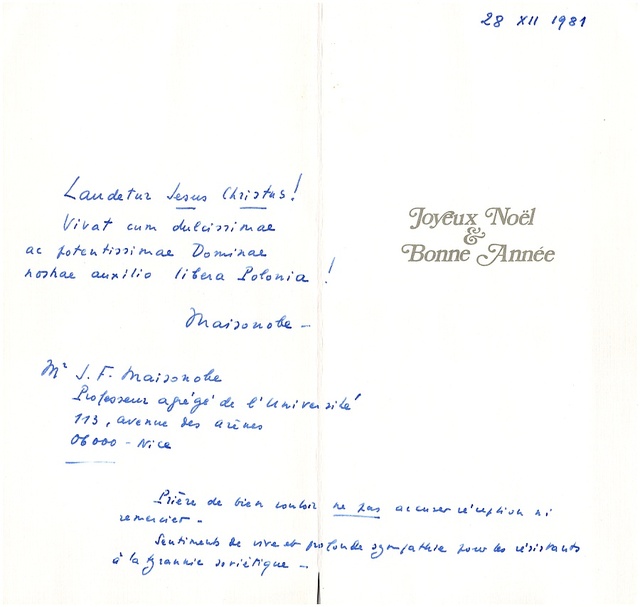 28 XII 1981
Laudetur Jesus Christus!
Vivat cum dulcissimae
ac potentissimae Dominae
nostrae auxilio libera Polonia!
Maisonobe -
Joyeux Noël
&
Bonne Année
Mr J. F. Maisonobe
Professeur agrégé de l'Université
113, avenue des arènes
06000 - Nice
Prière de bien vouloir ne pas accuser réception ni
remercier -
Sentiments de vive et profonde sympathie pour les résistants
à la tyrannie soviétique -